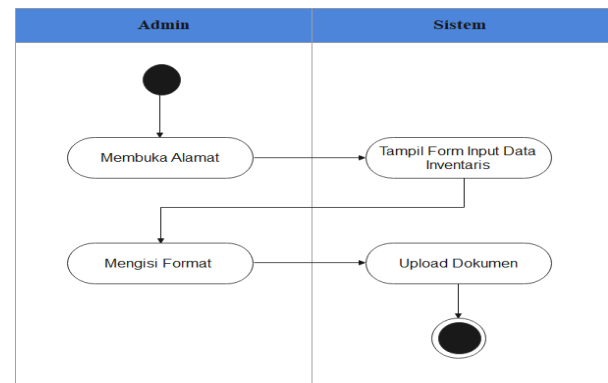 Admin
Sistem
Membuka Alamat
Tampil Form Input Data
Inventaris
Mengisi Format
Upload Dokumen